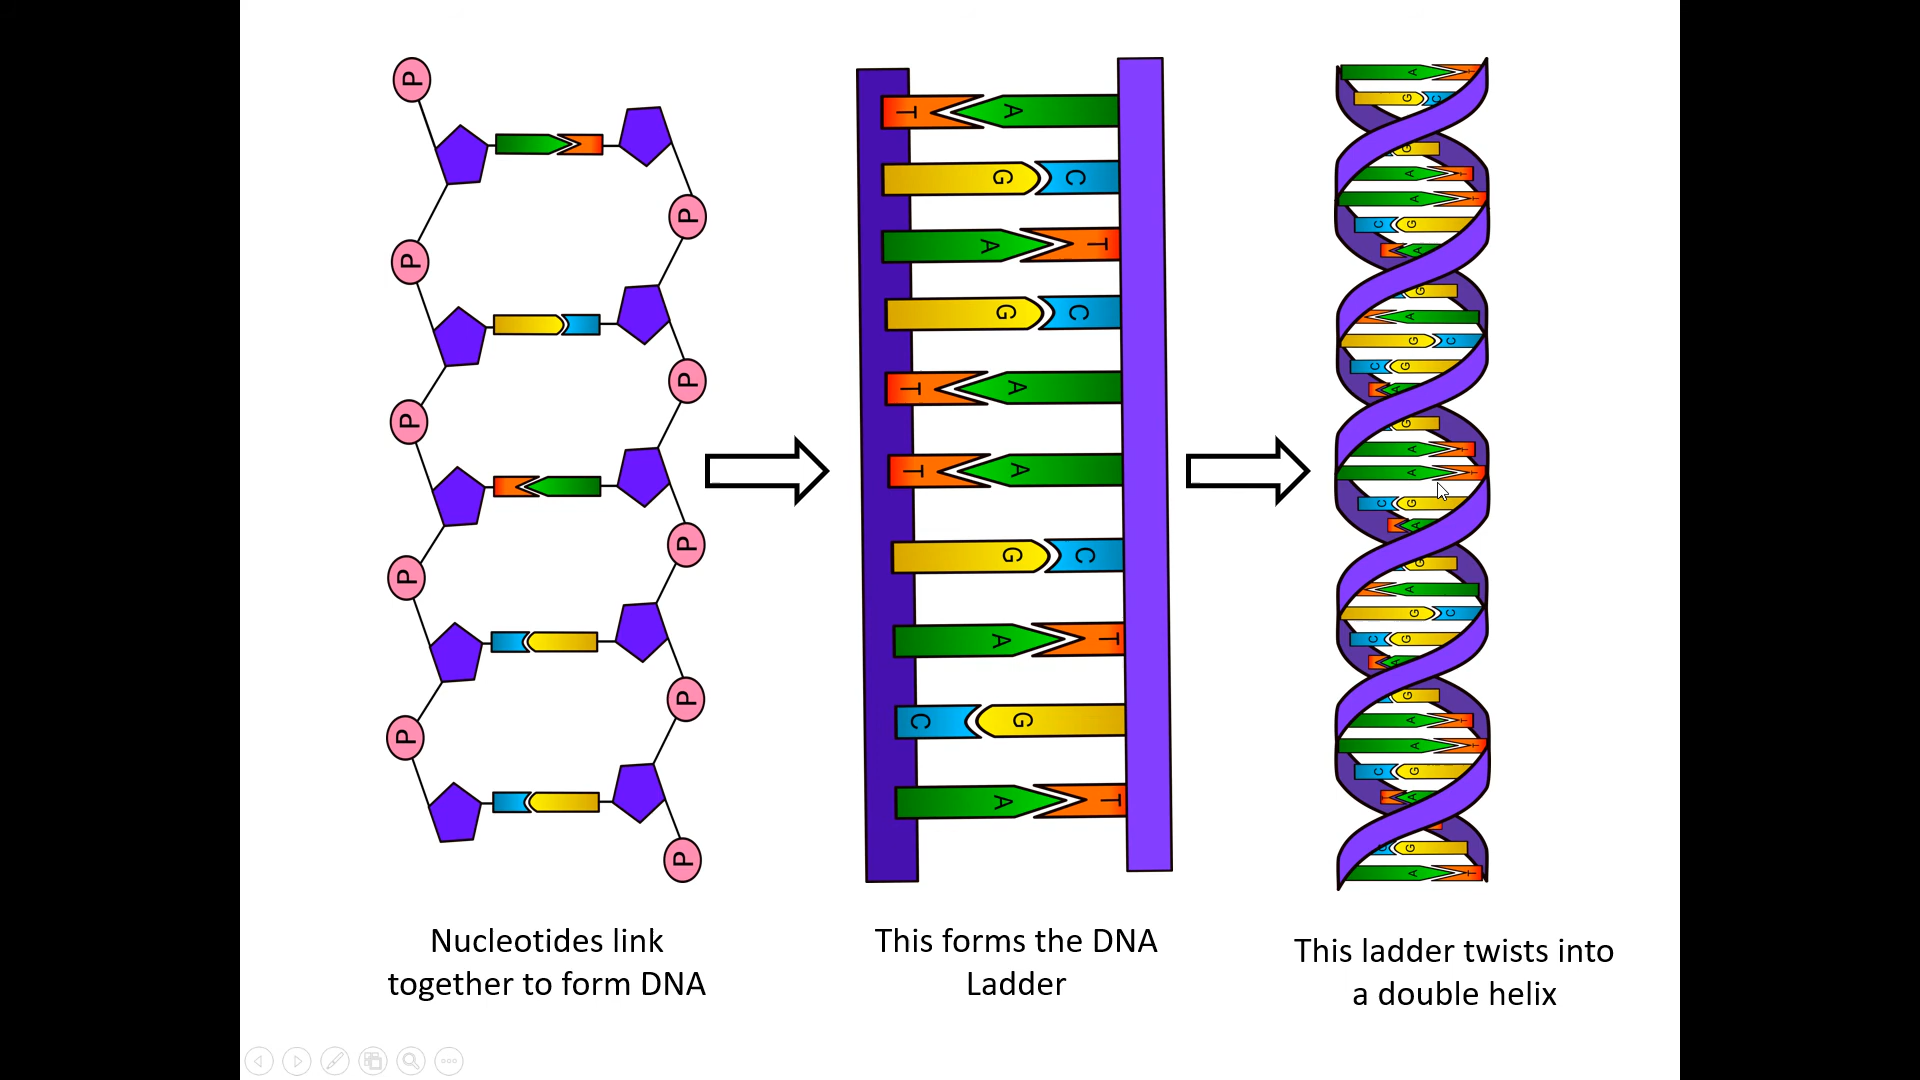 P
P
P
P
P
P
P
P
P
P
T A
G C
A T
G C
T A
T A
G C
A T
C G
A T
A T
G C
G
A T
A T
C G
A
G
A
G C
C G
A
G
A T
A T
C G
A
G
A
G C
C G
A
G
A T
A T
C G
A
G
A T
Nucleotides link
together to form DNA
This forms the DNA
Ladder
This ladder twists into
a double helix